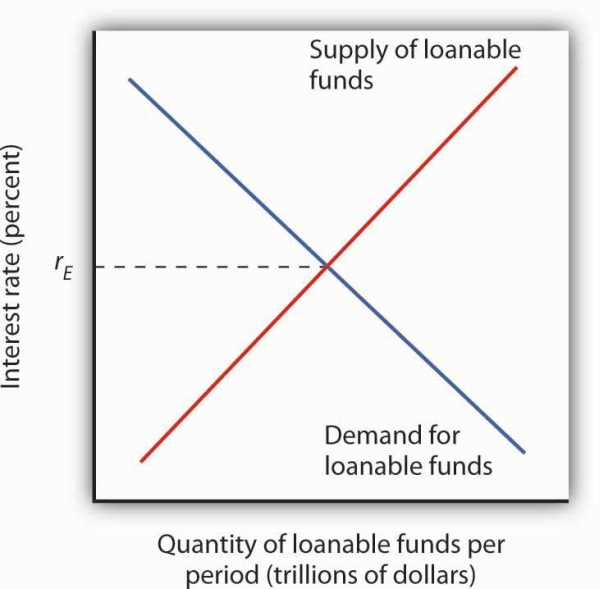 Supply of loanable
funds
Interest rate (percent)
rE
Demand for
loanable funds
Quantity of loanable funds per
period (trillions of dollars)